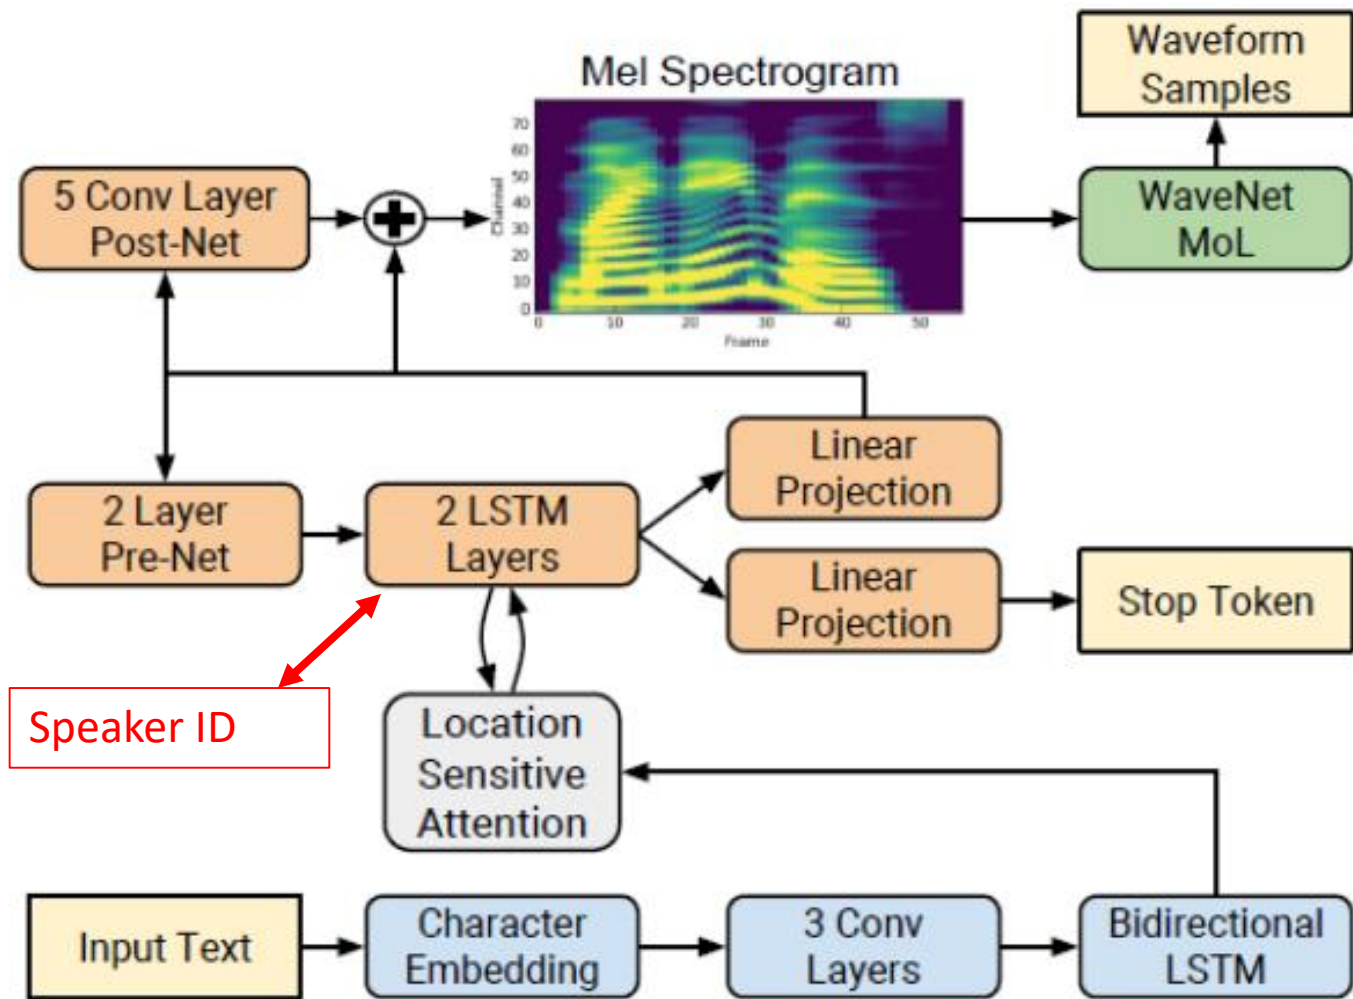 Waveform
Samples
Mel Spectrogram
70
60
50
40
30
20
10
0
Channel
0
10
20
30
40
50
Frame
5 Conv Layer
Post-Net
WaveNet
MoL
Linear
Projection
2 Layer
Pre-Net
2 LSTM
Layers
Linear
Projection
Stop Token
Speaker ID
Location
Sensitive
Attention
Input Text
Character
Embedding
3 Conv
Layers
Bidirectional
LSTM